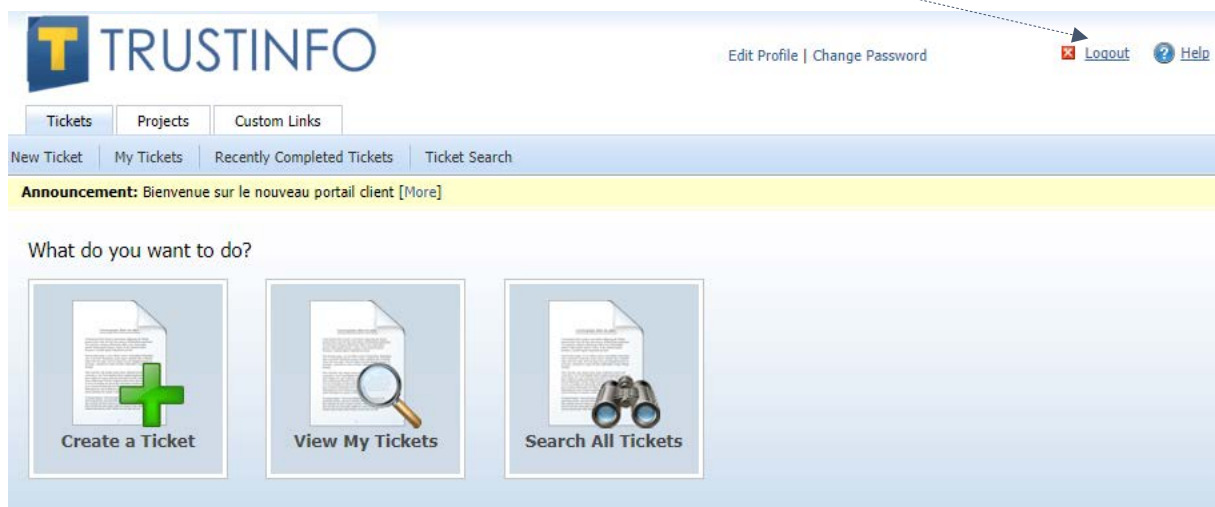 T TRUSTINFO
Edit Profile | Change Password
Logout
Help
Tickets
Projects
Custom Links
New Ticket
My Tickets
Recently Completed Tickets
Ticket Search
Announcement: Bienvenue sur le nouveau portail client [More]
What do you want to do?
Create a Ticket
View My Tickets
Search All Tickets